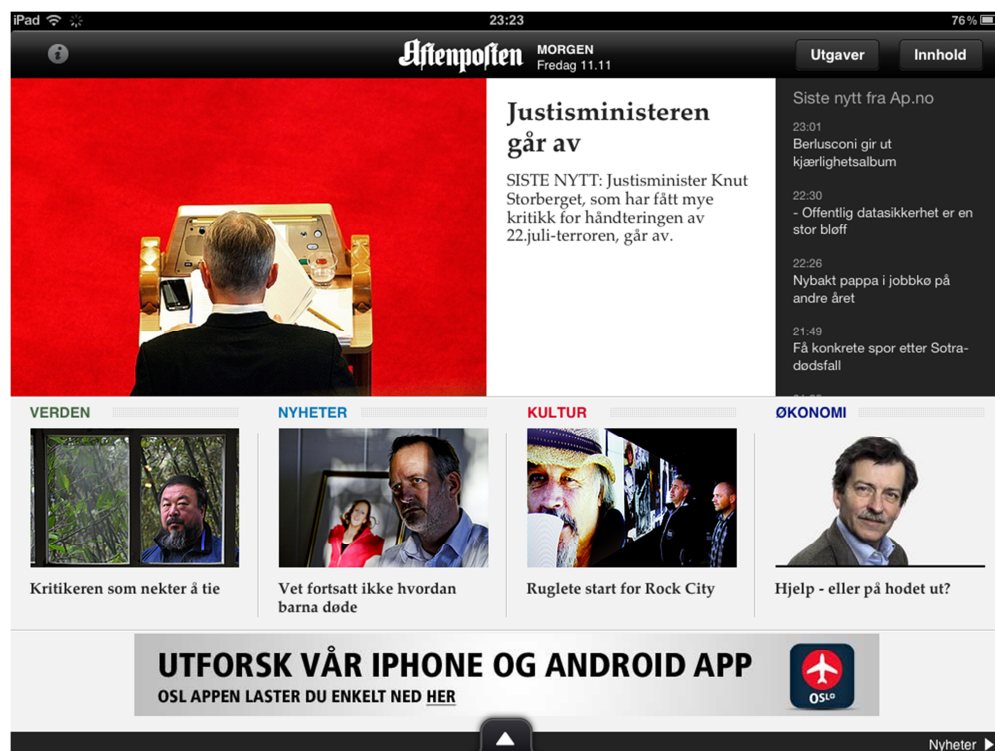 iPad
23:23
76 %
Aftenposten
MORGEN
Fredag 11.11
Utgaver
Innhold
Justisministeren
går av
SISTE NYTT: Justisminister Knut
Storberget, som har fått mye
kritikk for håndteringen av
22.juli-terroren, går av.
Siste nytt fra Ap.no
23:01
Berlusconi gir ut
kjærlighetsalbum
22:30
- Offentlig datasikkerhet er en
stor bløff
22:26
Nybakt pappa i jobbkø på
andre året
21:49
Få konkrete spor etter Sotra-
dødsfall
VERDEN
Kritikeren som nekter å tie
NYHETER
Vet fortsatt ikke hvordan
barna døde
KULTUR
Ruglete start for Rock City
ØKONOMI
Hjelp - eller på hodet ut?
UTFORSK VÅR IPHONE OG ANDROID APP
OSL APPEN LASTER DU ENKELT NED HER
OSLO
Nyheter